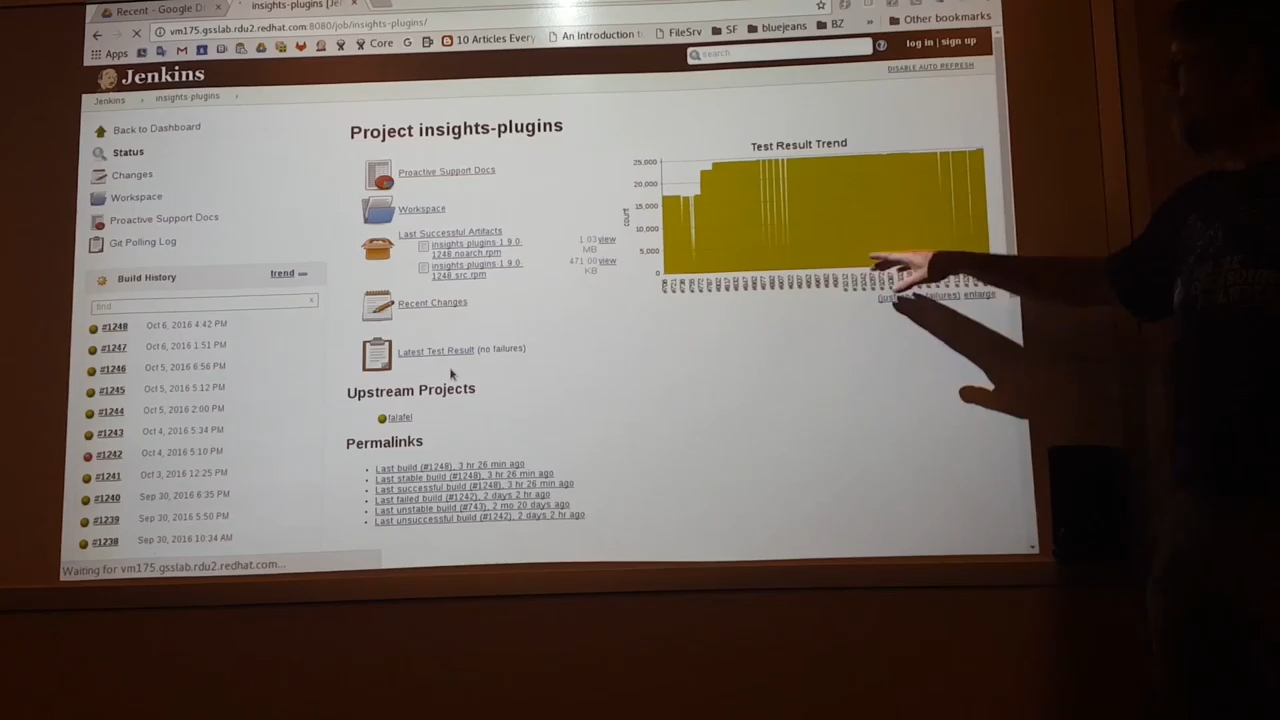 Recent - Google Dr
insights-plugins [Je
vm175.gsslab.rdu2.redhat.com:8080/job/insights-plugins/
Apps
Core
10 Articles Every
An Introduction t
FileSrv
SF
bluejeans
BZ
»
Other bookmarks
Jenkins
search
log in | sign up
Jenkins
insights-plugins
DISABLE AUTO REFRESH
Back to Dashboard
Status
Changes
Workspace
Proactive Support Docs
Git Polling Log
Build History
trend
find
x
#1248 Oct 6, 2016 4:42 PM
#1247 Oct 6, 2016 1:51 PM
#1246 Oct 5, 2016 6:56 PM
#1245 Oct 5, 2016 5:12 PM
#1244 Oct 5, 2016 2:00 PM
#1243 Oct 4, 2016 5:34 PM
#1242 Oct 4, 2016 5:10 PM
#1241 Oct 3, 2016 12:25 PM
#1240 Sep 30, 2016 6:35 PM
#1239 Sep 30, 2016 5:50 PM
#1238 Sep 30, 2016 10:34 AM
Waiting for vm175.gsslab.rdu2.redhat.com...
Project insights-plugins
Proactive Support Docs
Workspace
Last Successful Artifacts
insights-plugins-1.9.0-
1248.noarch.rpm
1.03
MB
view
insights-plugins-1.9.0-
1248.src.rpm
471.00
KB
view
Recent Changes
Latest Test Result (no failures)
Upstream Projects
falafel
Permalinks
Last build (#1248), 3 hr 26 min ago
Last stable build (#1248), 3 hr 26 min ago
Last successful build (#1248), 3 hr 26 min ago
Last failed build (#1242), 2 days 2 hr ago
Last unstable build (#743), 2 mo 20 days ago
Last unsuccessful build (#1242), 2 days 2 hr ago
Test Result Trend
25,000
20,000
15,000
10,000
5,000
0
count
enlarge